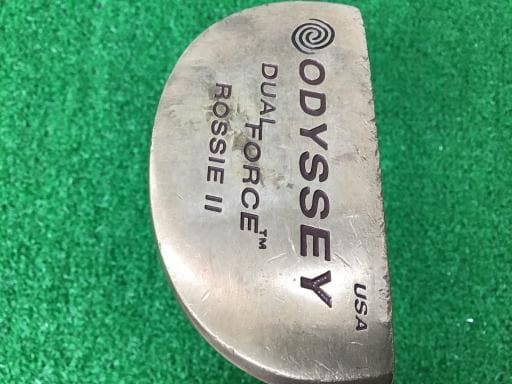 ODYSSEY
DUAL FORCE™
ROSSIE II
USA